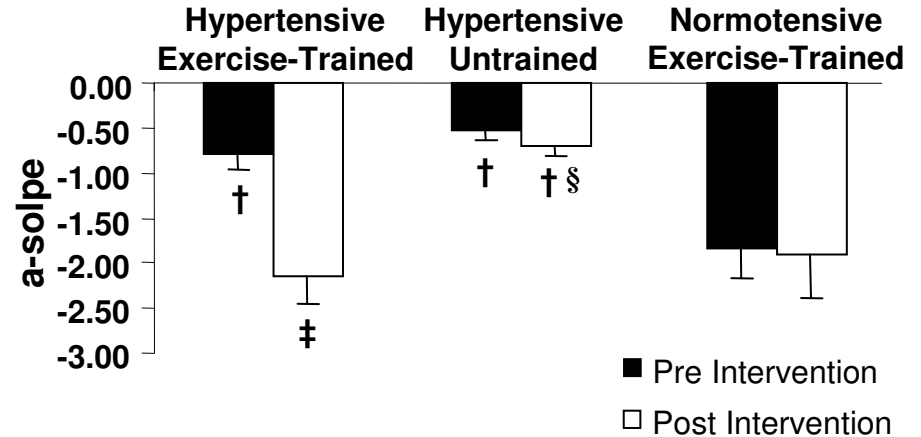 Hypertensive Exercise-Trained
Hypertensive Untrained
Normotensive Exercise-Trained
a-solpe
0.00
-0.50
-1.00
-1.50
-2.00
-2.50
-3.00
†
‡
†
† §
Pre Intervention
Post Intervention